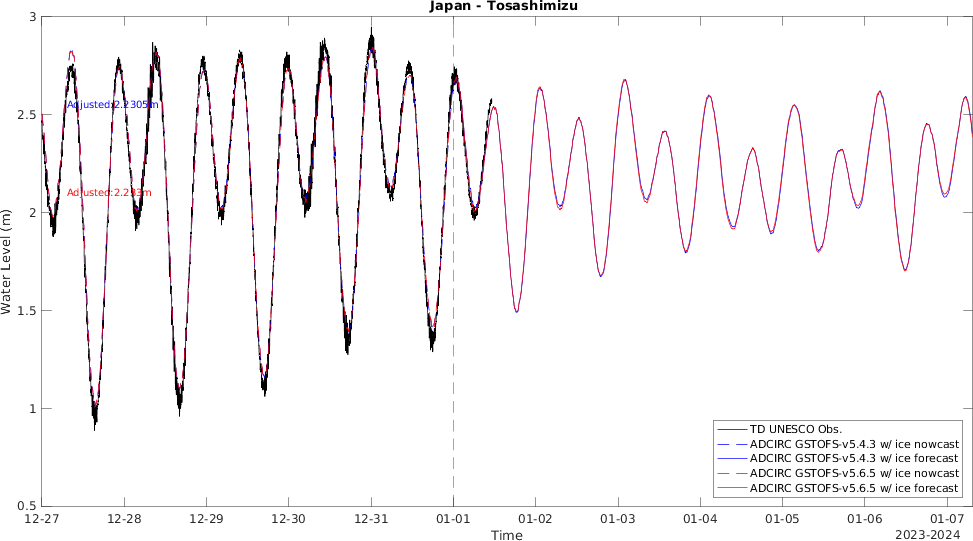 Japan - Tosashimizu
3
2.5
2
1.5
1
0.5
Water Level (m)
Adjusted:2.2305m
Adjusted:2.233m
TD UNESCO Obs.
ADCIRC GSTOFS-v5.4.3 w/ ice nowcast
ADCIRC GSTOFS-v5.4.3 w/ ice forecast
ADCIRC GSTOFS-v5.6.5 w/ ice nowcast
ADCIRC GSTOFS-v5.6.5 w/ ice forecast
12-27 12-28 12-29 12-30 12-31 01-01 01-02 01-03 01-04 01-05 01-06 01-07
Time
2023-2024